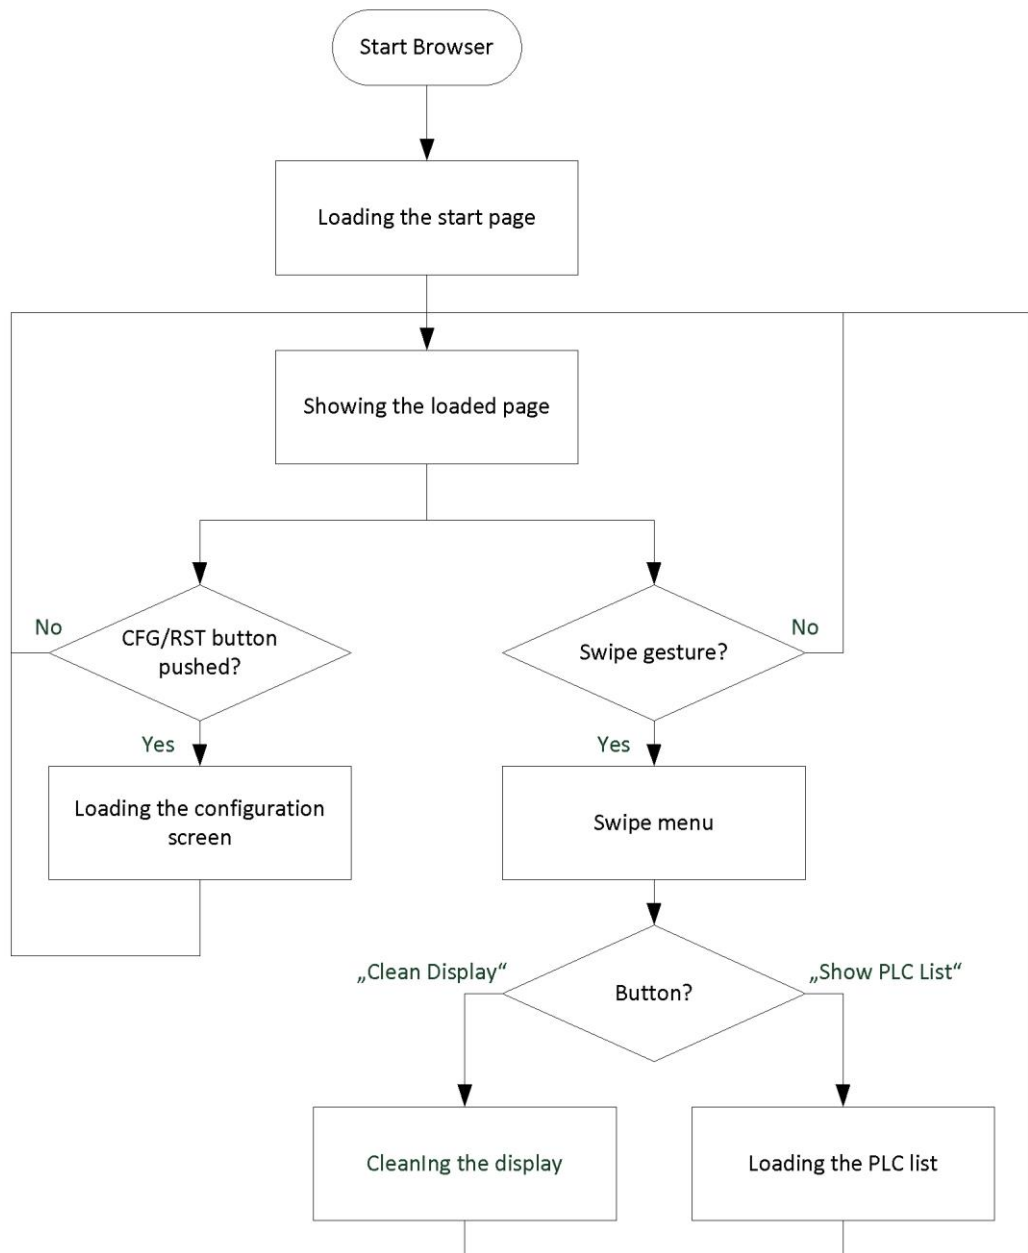 Start Browser
Loading the start page
Showing the loaded page
No
CFG/RST button
pushed?
Swipe gesture?
No
Yes
Yes
Loading the configuration
screen
Swipe menu
„Clean Display“
Button?
„Show PLC List“
CleanIng the display
Loading the PLC list